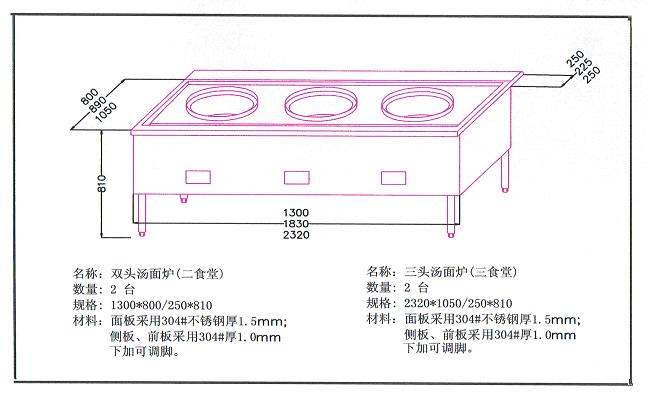 250
225
250
800
890
1050
810
1300
1830
2320
名称：双头汤面炉(二食堂)
数量：2 台
规格：1300*800/250*810
材料：面板采用304#不锈钢厚1.5mm;
侧板、前板采用304#厚1.0mm
下加可调脚。
名称：三头汤面炉(三食堂)
数量：2 台
规格：2320*1050/250*810
材料：面板采用304#不锈钢厚1.5mm;
侧板、前板采用304#厚1.0mm
下加可调脚。